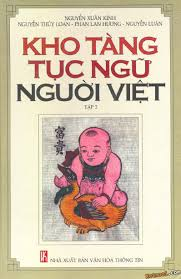 NGUYỄN XUÂN KÍNH
NGUYỄN THÚY LOAN - PHAN LAN HƯƠNG - NGUYỄN LUÂN
KHO TÀNG
TỤC NGỮ
NGƯỜI VIỆT
TẬP 2
富貴
NHÀ XUẤT BẢN VĂN HÓA THÔNG TIN